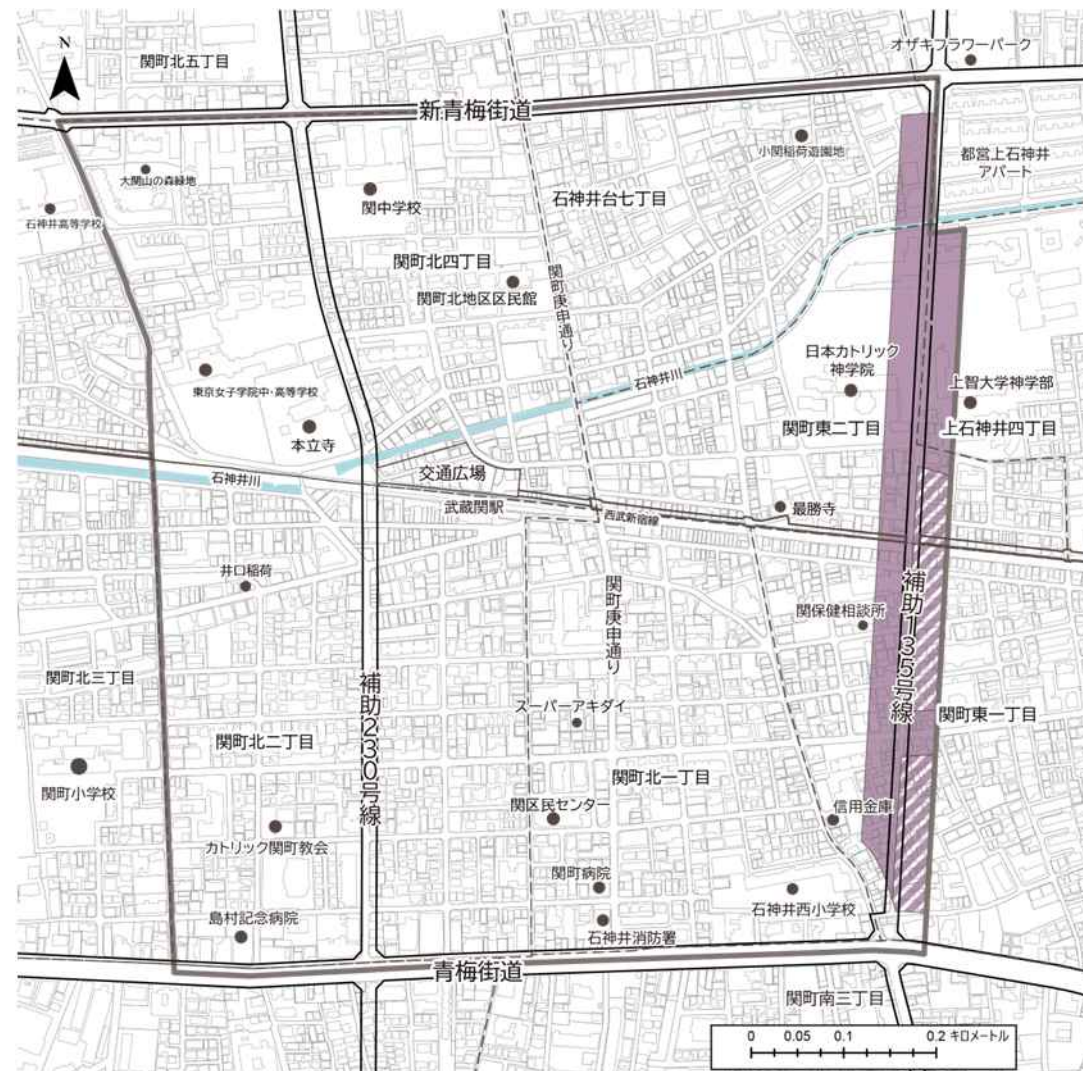 N
関町北五丁目
オザキフラワーパーク
新青梅街道
小関稲荷遊園地
都営上石神井
アパート
大関山の森緑地
石神井高等学校
関中学校
石神井台七丁目
関町北四丁目
関町北地区区民館
関町庚申通り
日本カトリック
神学院
石神井川
東京女子学院中・高等学校
上智大学神学部
本立寺
関町東二丁目
上石神井四丁目
交通広場
石神井川
武蔵関駅
西武新宿線
最勝寺
井口稲荷
関町庚申通り
関保健相談所
補助135号線
関町北三丁目
補助230号線
スーパーアキダイ
関町東一丁目
関町北二丁目
関町北一丁目
関町小学校
関区民センター
信用金庫
カトリック関町教会
関町病院
石神井西小学校
島村記念病院
石神井消防署
青梅街道
関町南三丁目
0 0.05 0.1 0.2 キロメートル